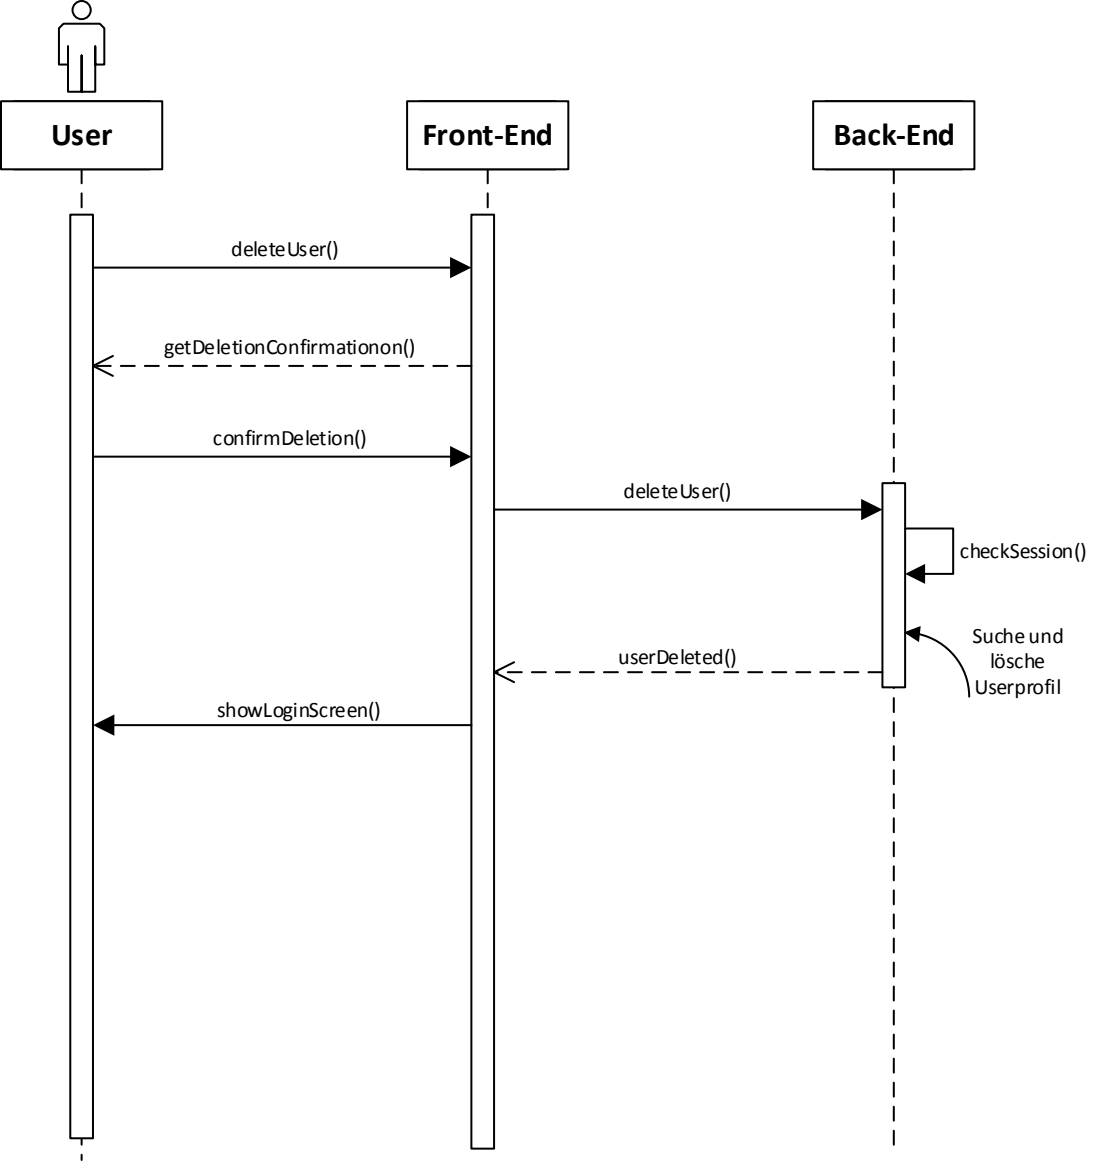 User
Front-End
Back-End
deleteUser()
getDeletionConfirmationon()
confirmDeletion()
deleteUser()
checkSession()
Suche und
lösche
Userprofil
userDeleted()
showLoginScreen()